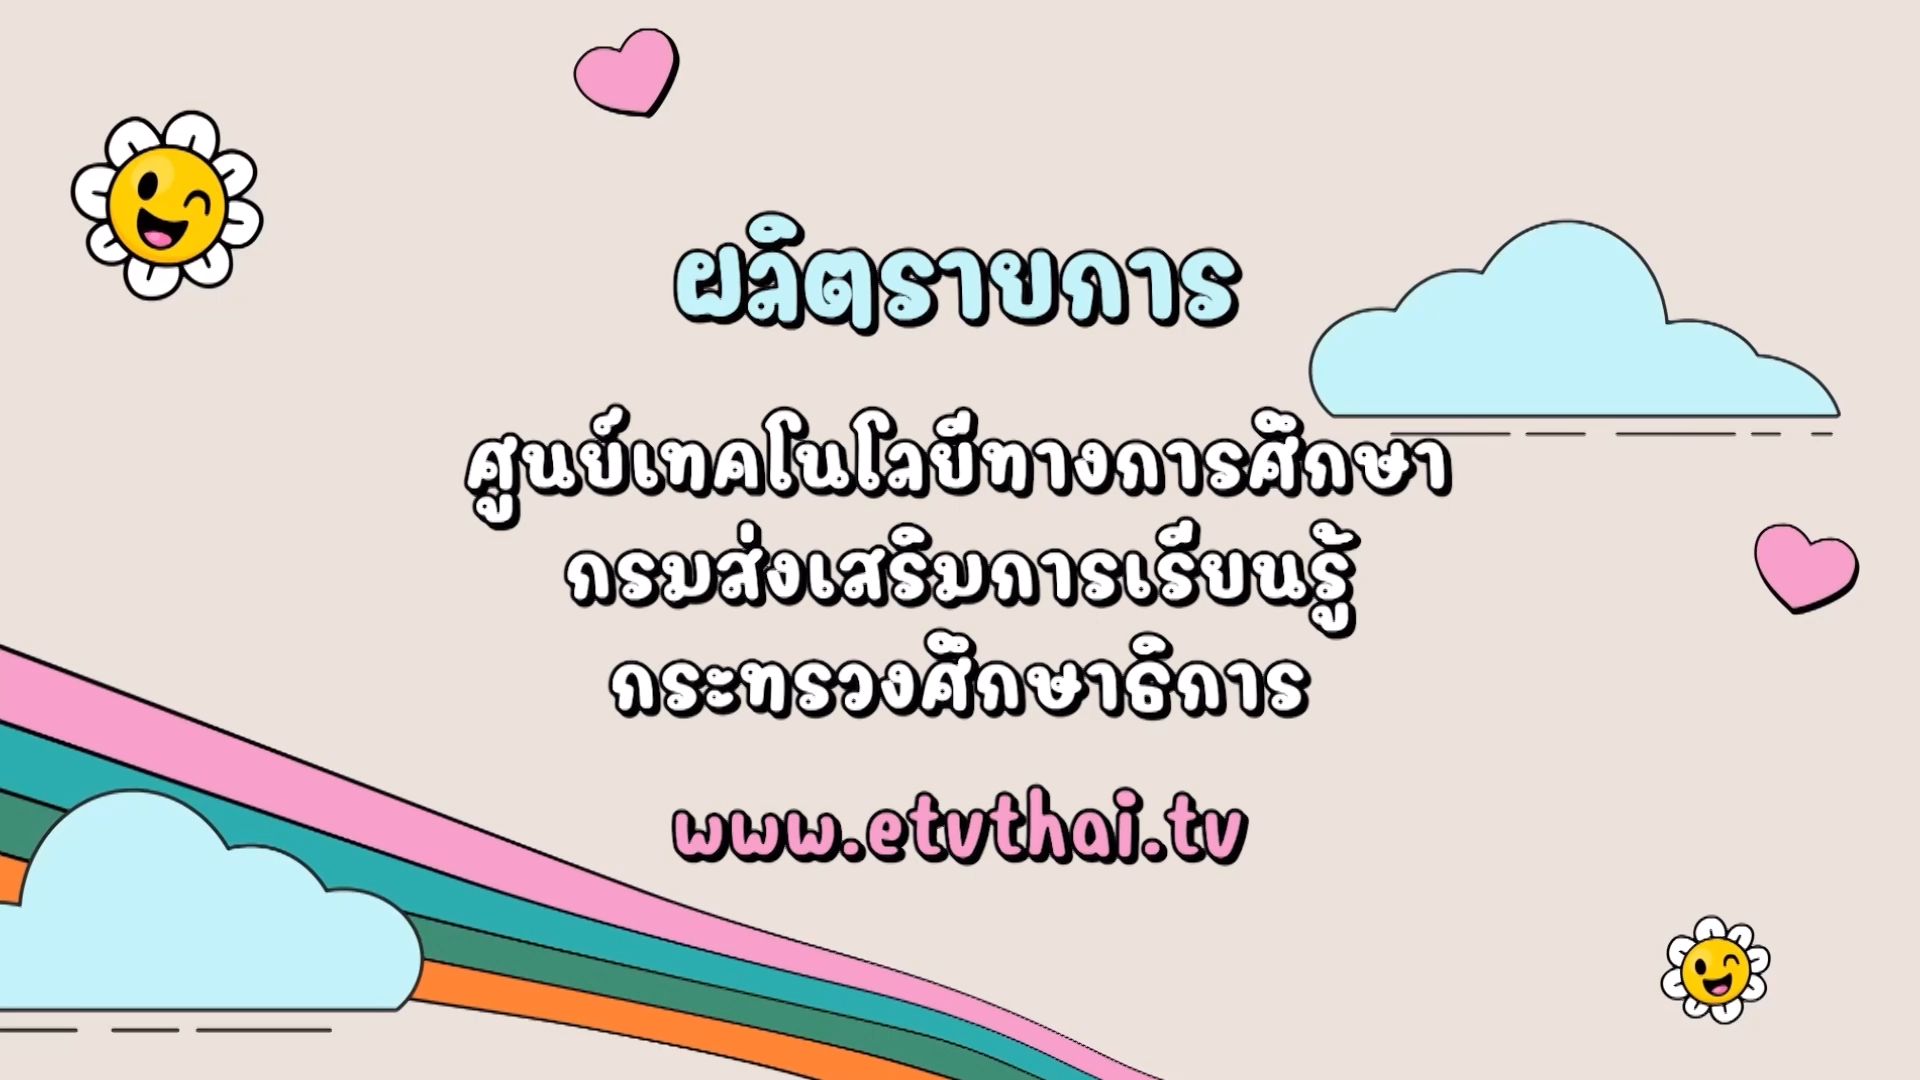 ผลิตรายการ
ศูนย์เทคโนโลยีทางการศึกษา
กรมส่งเสริมการเรียนรู้
กระทรวงศึกษาธิการ
www.etvthai.tv